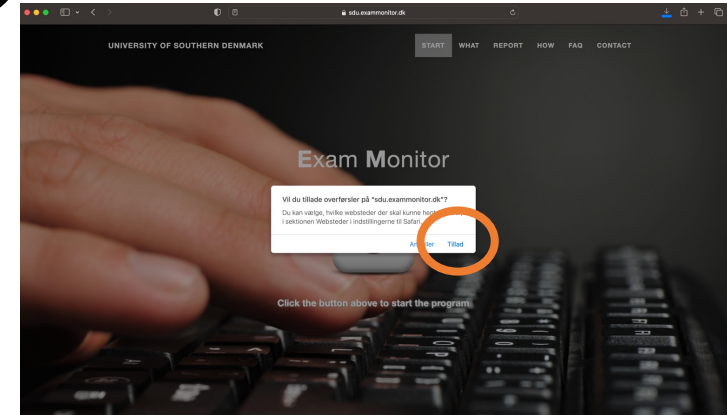 sdu.exammonitor.dk
UNIVERSITY OF SOUTHERN DENMARK
START WHAT REPORT HOW FAQ CONTACT
Exam Monitor
Vil du tillade overførsler på "sdu.exammonitor.dk"?
Du kan vælge, hvilke websteder der skal kunne
i sektionen Websteder i indstillingerne til Safari.
Tillad
Click the button above to start the program